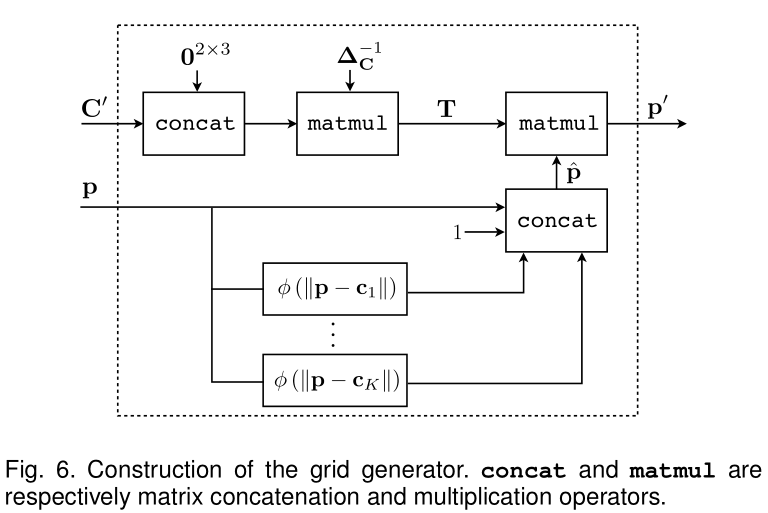 𝟎^{2×3}
𝚫_𝐂^{−1}
𝐂′
concat
matmul
𝐓
matmul
𝐩′
𝐩
𝐩̂
concat
1
ϕ(‖𝐩 − 𝐜₁‖)
⋮
ϕ(‖𝐩 − 𝐜_K‖)
Fig. 6. Construction of the grid generator. concat and matmul are
respectively matrix concatenation and multiplication operators.